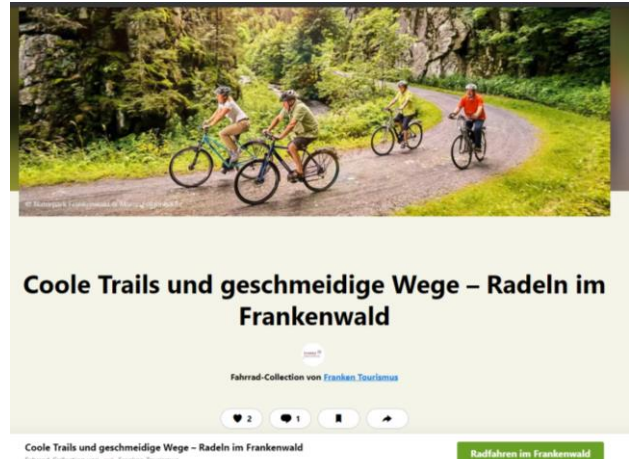 Coole Trails und geschmeidige Wege – Radeln im
Frankenwald
Fahrrad-Collection von Franken Tourismus
2
1
Coole Trails und geschmeidige Wege – Radeln im Frankenwald
Radfahren im Frankenwald